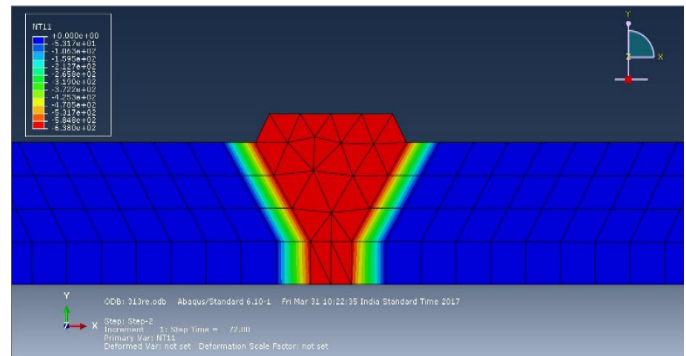 NT11
+0.000e+00
-5.317e+01
-1.063e+02
-1.595e+02
-2.127e+02
-2.658e+02
-3.190e+02
-3.722e+02
-4.253e+02
-4.785e+02
-5.317e+02
-5.848e+02
-6.380e+02
Y
Z X
Y
Z X
ODB: 313re.odb Abaqus/Standard 6.10-1 Fri Mar 31 10:22:35 India Standard Time 2017
Step: Step-2
Increment 1: Step Time = 72.00
Primary Var: NT11
Deformed Var: not set Deformation Scale Factor: not set